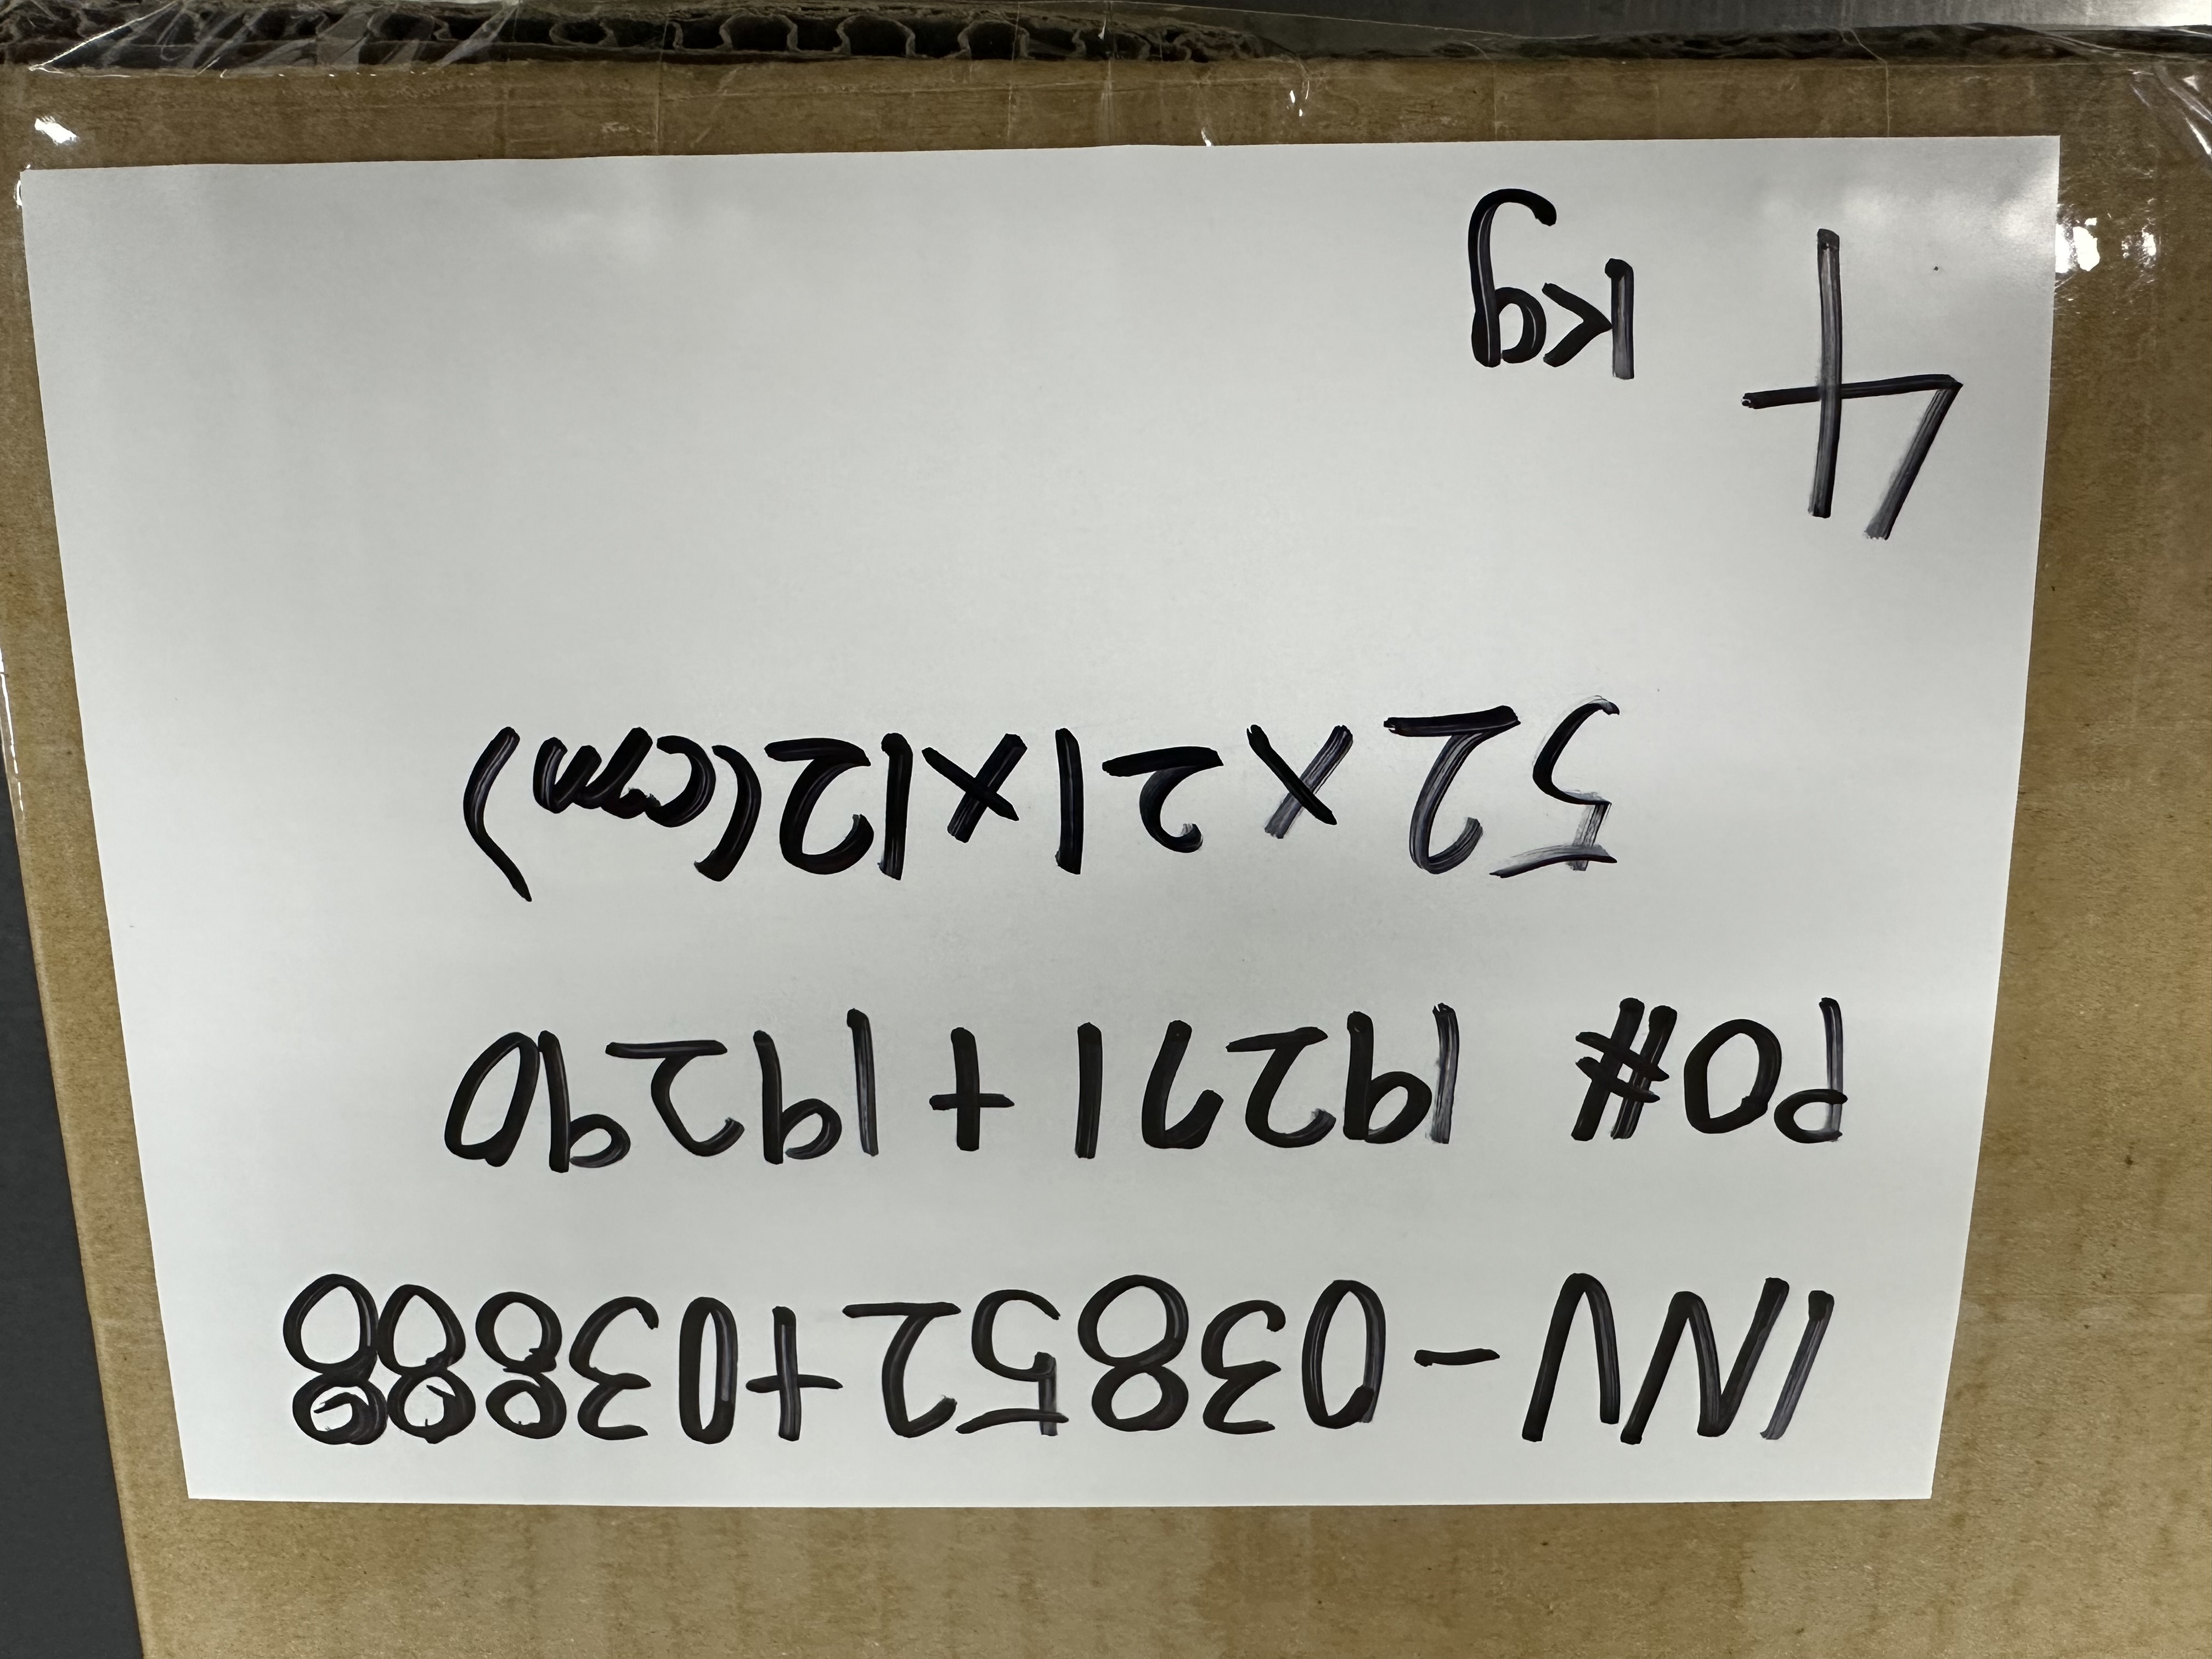 INV-03852+03888
PO# 19271+19290
52x21x12(cm)
4 kg